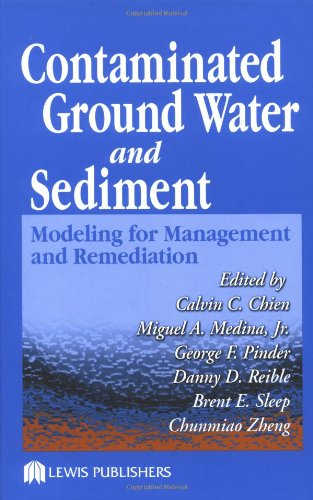 Contaminated
Ground Water
and
Sediment
Modeling for Management
and Remediation
Edited by
Calvin C. Chien
Miguel A. Medina, Jr.
George F. Pinder
Danny D. Reible
Brent E. Sleep
Chunmiao Zheng
LEWIS PUBLISHERS